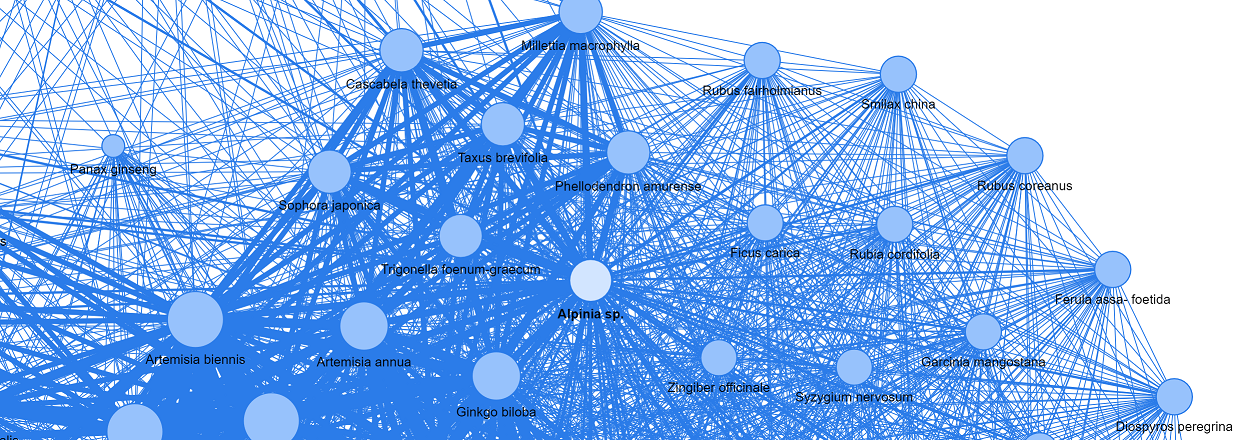 Millettia macrophylla
Cascabela thevetia
Rubus fairholmianus
Smilax china
Taxus brevifolia
Panax ginseng
Phellodendron amurense
Rubus coreanus
Sophora japonica
s
Ficus carica
Rubia cordifolia
Trigonella foenum-graecum
Ferula assa- foetida
Alpinia sp.
Artemisia biennis
Artemisia annua
Garcinia mangostana
Zingiber officinale
Syzygium nervosum
Ginkgo biloba
Diospyros peregrina